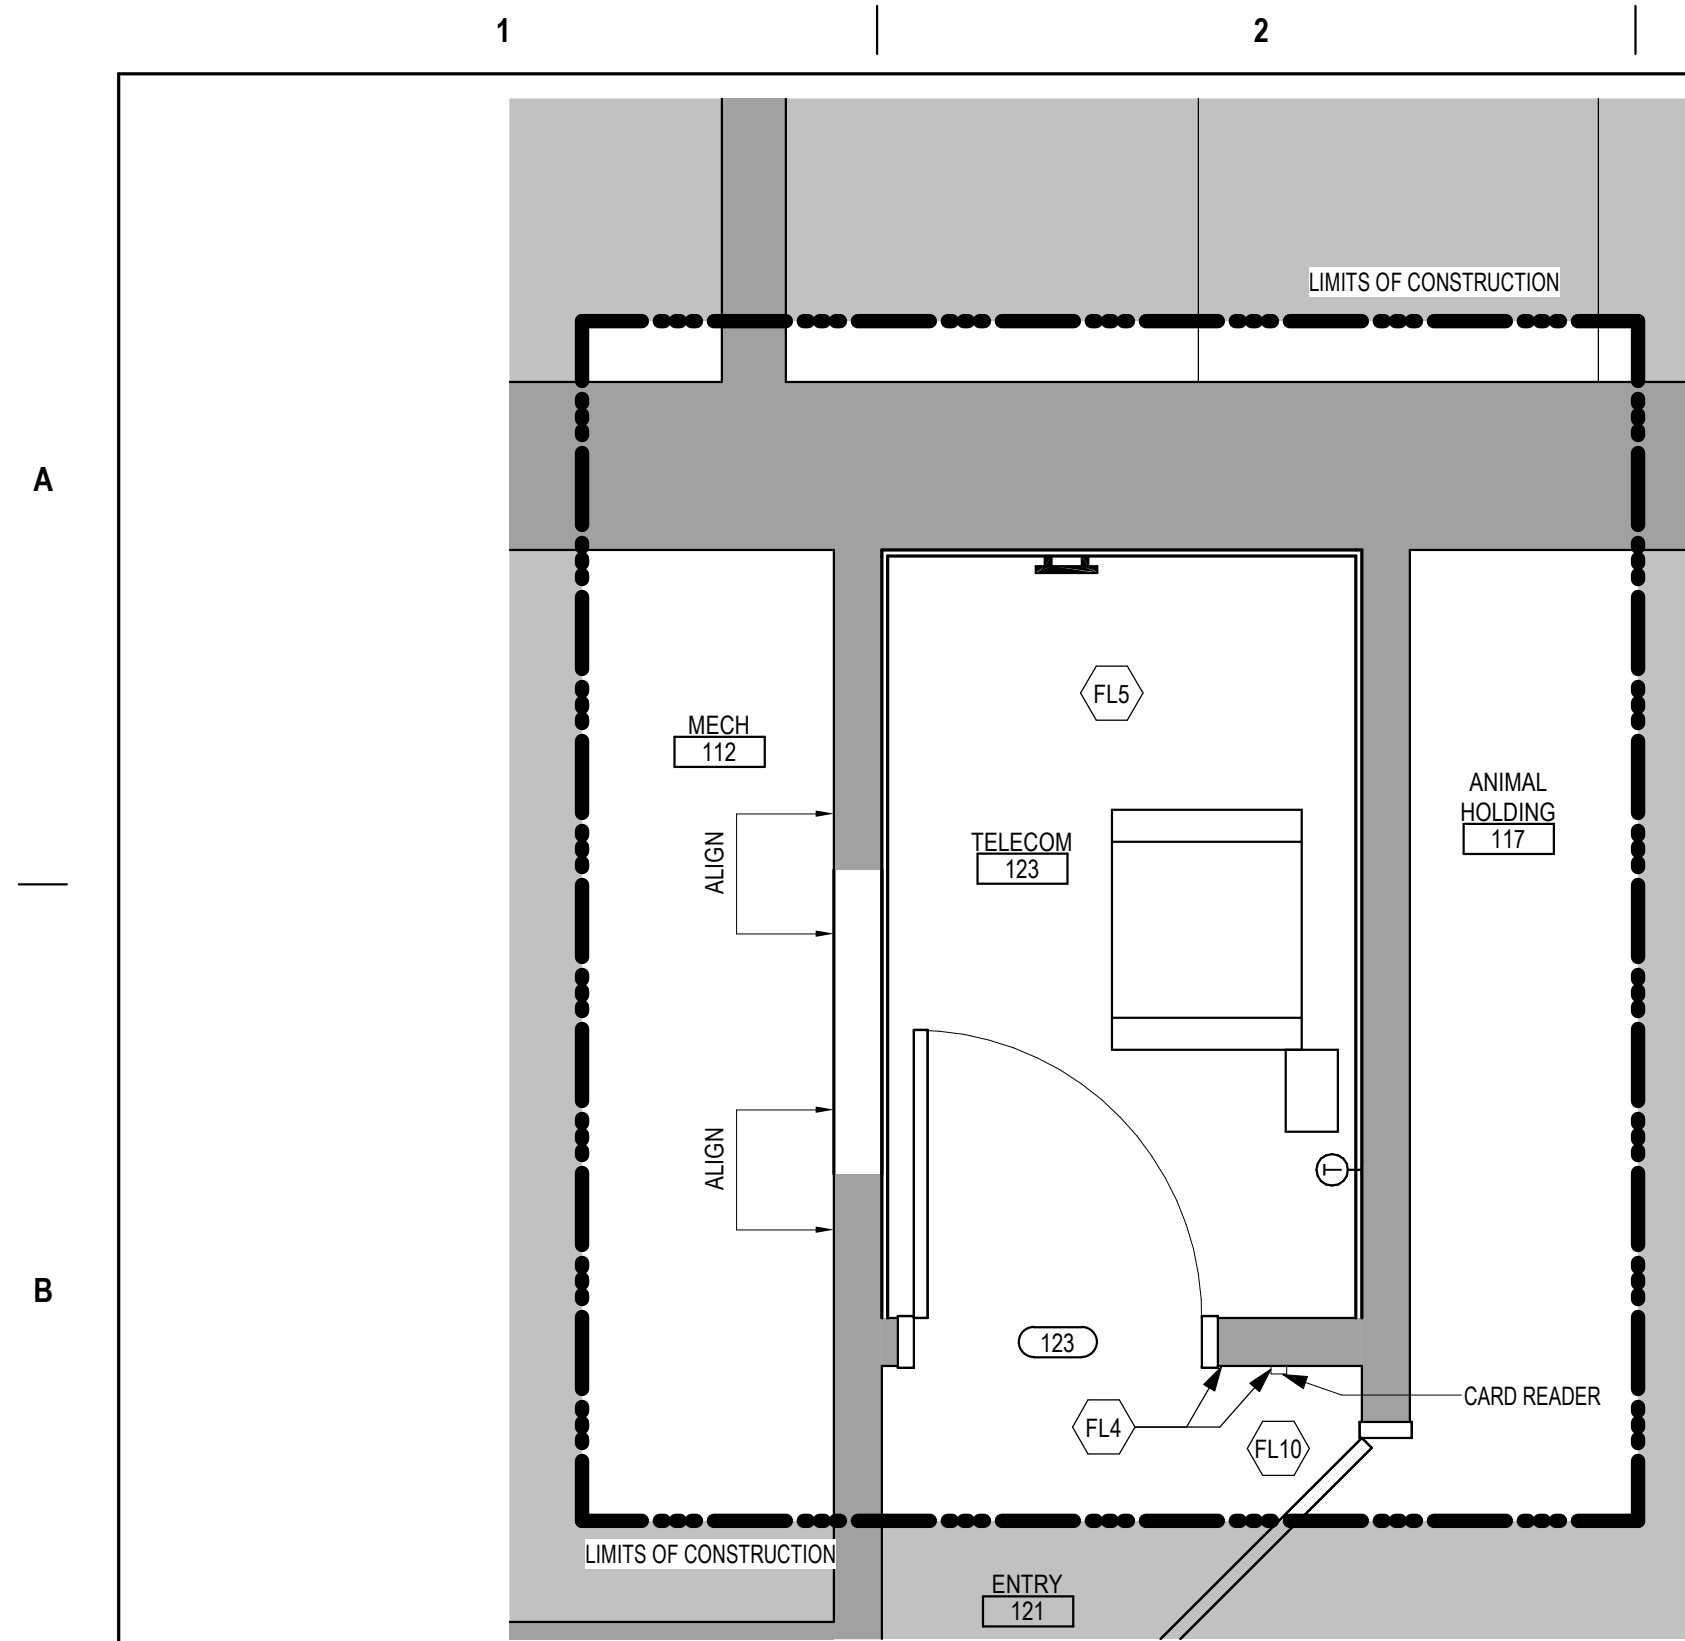 1
2
LIMITS OF CONSTRUCTION
A
FL5
MECH
112
ANIMAL
HOLDING
117
TELECOM
123
ALIGN
ALIGN
T
B
123
CARD READER
FL4
FL10
LIMITS OF CONSTRUCTION
ENTRY
121